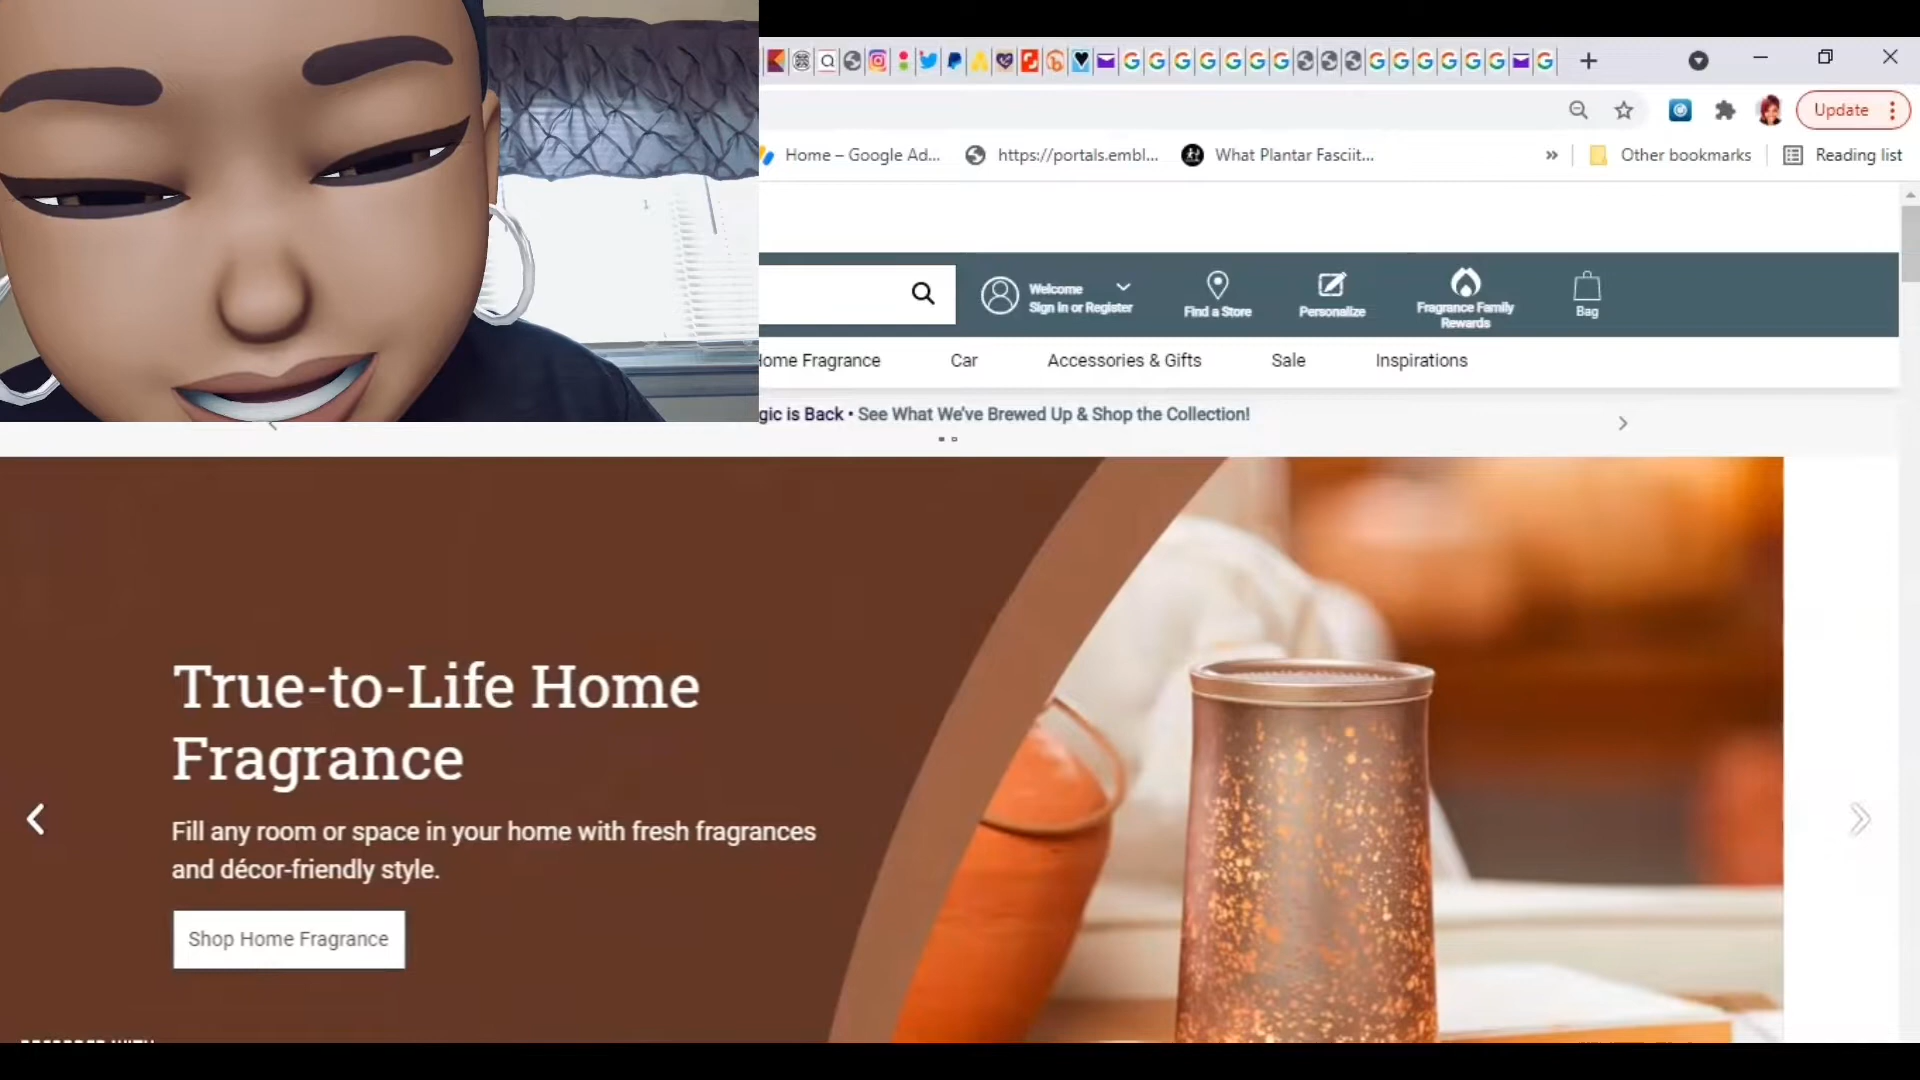 Update
Home – Google Ad...
https://portals.embl...
What Plantar Fasciit...
»
Other bookmarks
Reading list
Welcome
Sign In or Register
Find a Store
Personalize
Fragrance Family
Rewards
Bag
Home Fragrance
Car
Accessories & Gifts
Sale
Inspirations
gic is Back • See What We've Brewed Up & Shop the Collection!
True-to-Life Home
Fragrance
Fill any room or space in your home with fresh fragrances
and décor-friendly style.
Shop Home Fragrance
RECORDED WITH